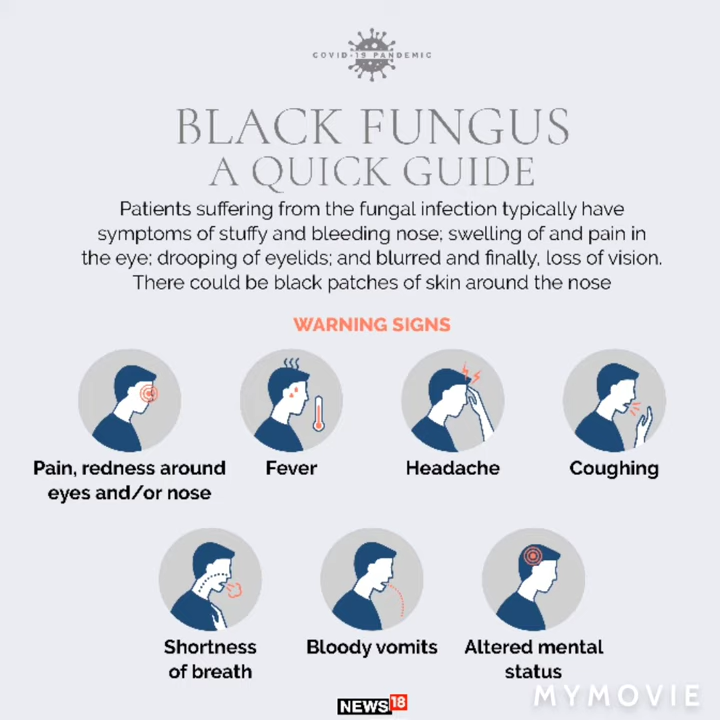 COVID-19 PANDEMIC
BLACK FUNGUS
A QUICK GUIDE
Patients suffering from the fungal infection typically have
symptoms of stuffy and bleeding nose; swelling of and pain in
the eye; drooping of eyelids; and blurred and finally, loss of vision.
There could be black patches of skin around the nose
WARNING SIGNS
Pain, redness around
eyes and/or nose
Fever
Headache
Coughing
Shortness
of breath
Bloody vomits
Altered mental
status
NEWS18
MYMOVIE